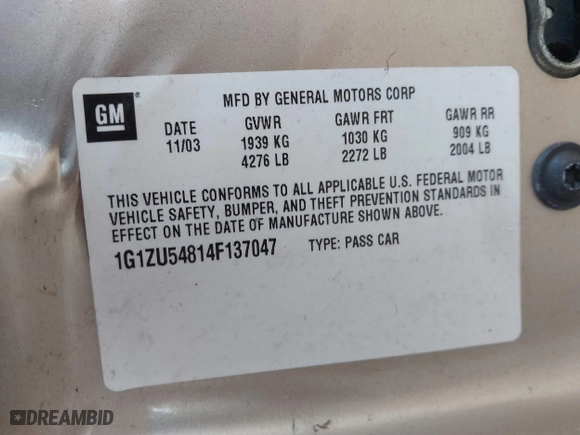 GM ®
MFD BY GENERAL MOTORS CORP
DATE GVWR GAWR FRT GAWR RR
11/03 1939 KG 1030 KG 909 KG
4276 LB 2272 LB 2004 LB
THIS VEHICLE CONFORMS TO ALL APPLICABLE U.S. FEDERAL MOTOR
VEHICLE SAFETY, BUMPER, AND THEFT PREVENTION STANDARDS IN
EFFECT ON THE DATE OF MANUFACTURE SHOWN ABOVE.
1G1ZU54814F137047 TYPE: PASS CAR
DREAMBID